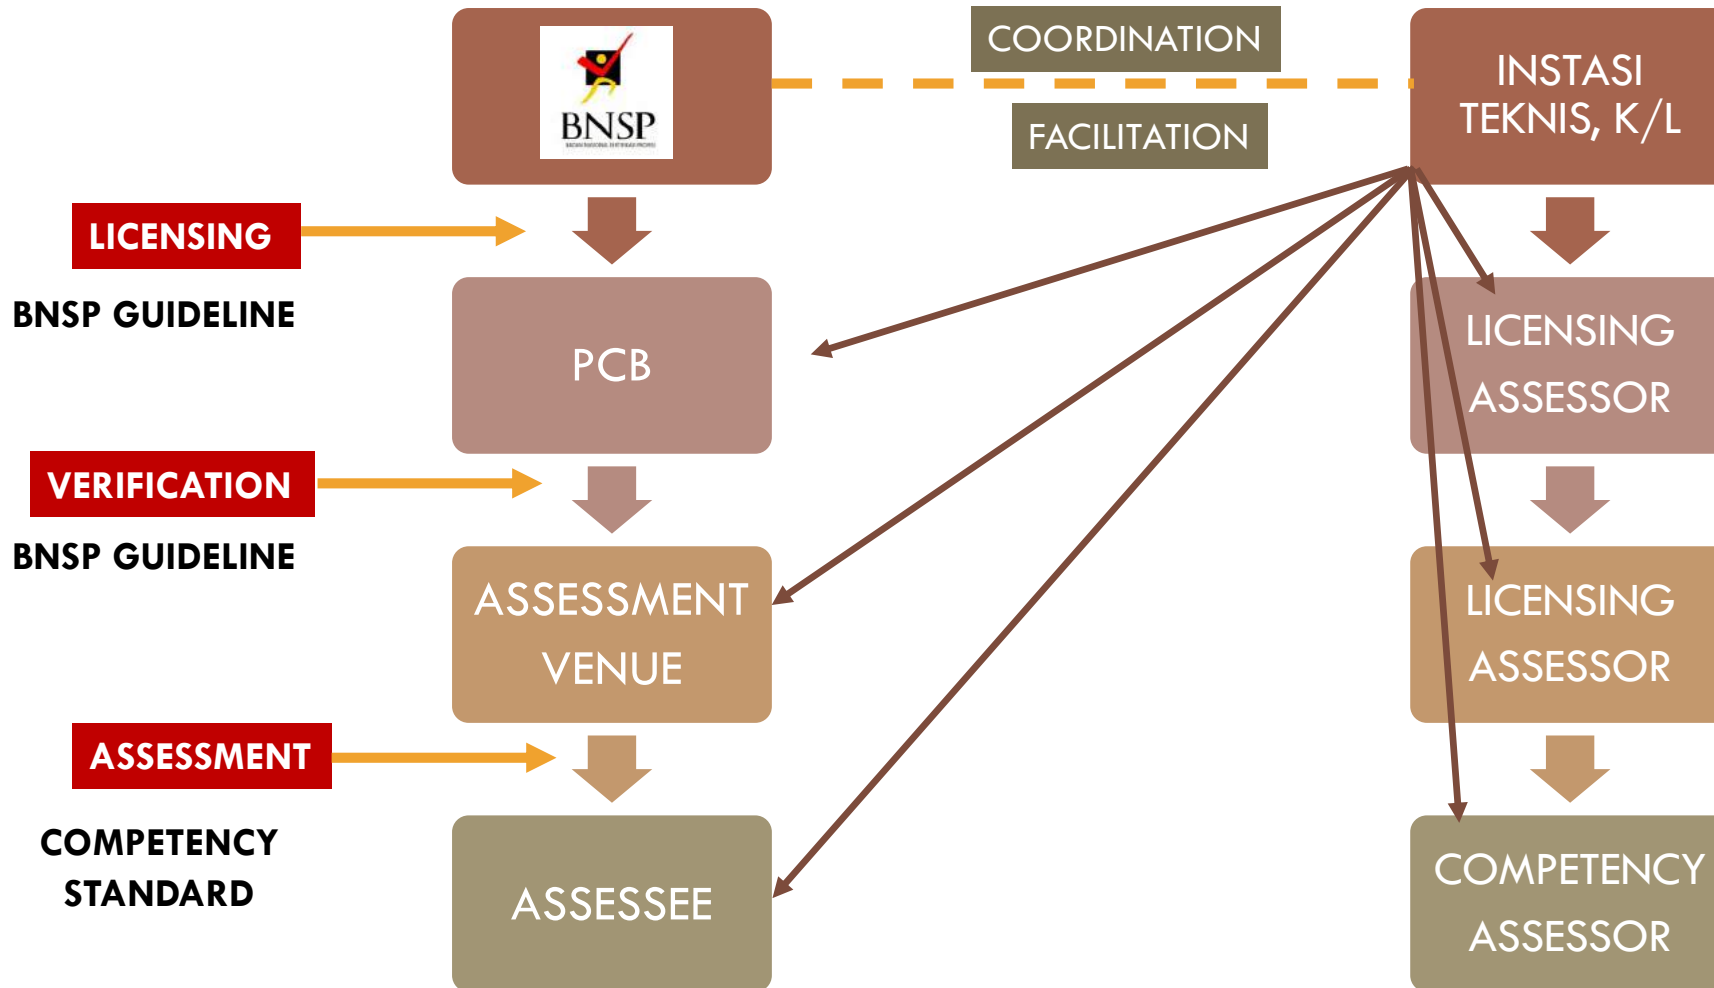 BNSP
COORDINATION
FACILITATION
INSTASI
TEKNIS, K/L
LICENSING
BNSP GUIDELINE
PCB
LICENSING
ASSESSOR
VERIFICATION
BNSP GUIDELINE
ASSESSMENT
VENUE
LICENSING
ASSESSOR
ASSESSMENT
COMPETENCY
STANDARD
ASSESSEE
COMPETENCY
ASSESSOR